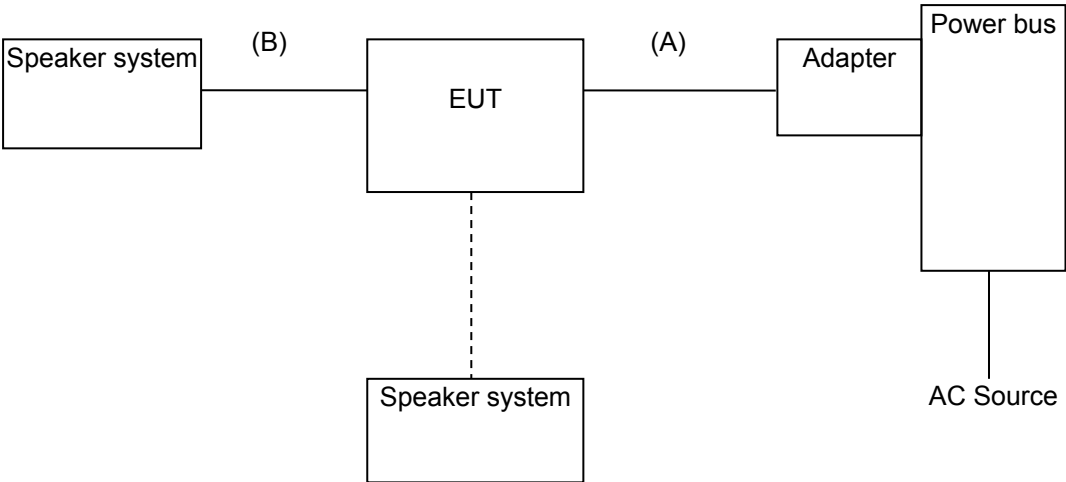 Power bus
Speaker system
(B)
EUT
(A)
Adapter
Speaker system
AC Source